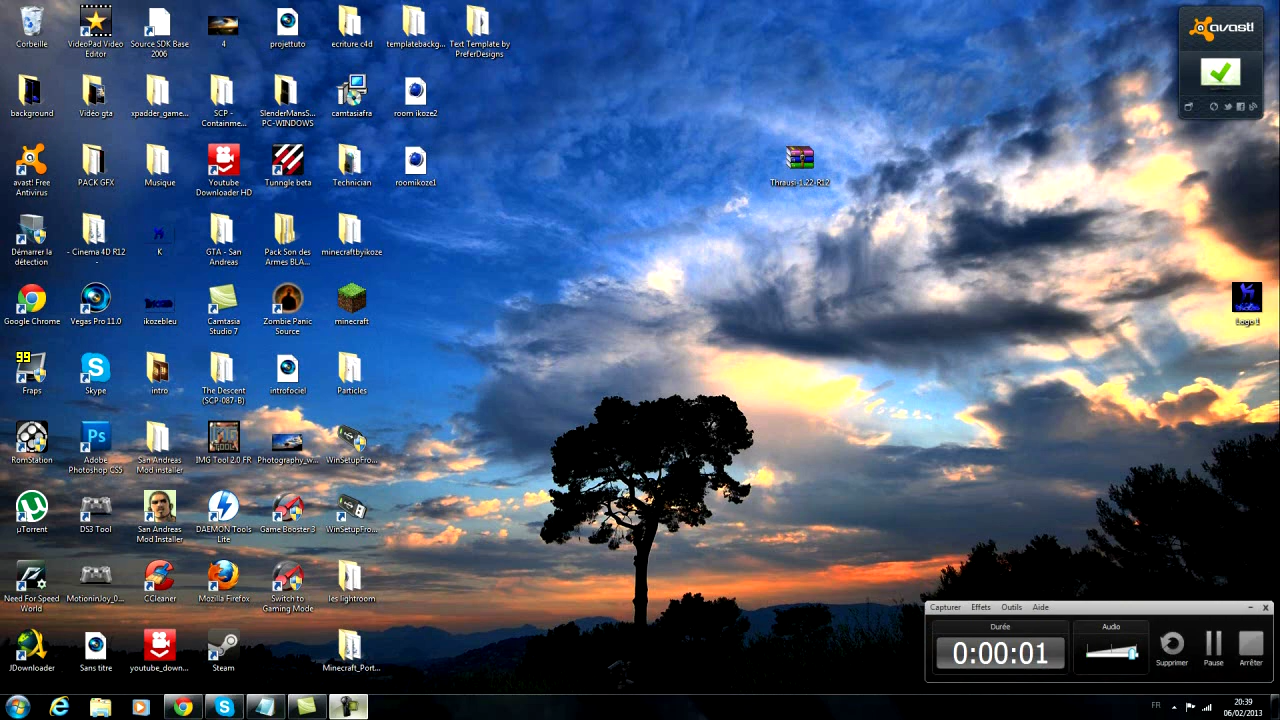 Corbeille
VideoPad Video
Editor
Source SDK Base
2006
4
projettuto
ecriture c4d
templatebackg...
Text Template by
PreferDesigns
background
Vidéo gta
xpadder_game...
SCP -
Containme...
SlenderMansS...
PC-WINDOWS
camtasiafra
room ikoze2
avast! Free
Antivirus
PACK GFX
Musique
Youtube
Downloader HD
Tunngle beta
Technician
roomikoze1
Thrausi-1.22-R12
Démarrer la
détection
- Cinema 4D R12
-
K
GTA - San
Andreas
Pack Son des
Armes BLA...
minecraftbyikoze
Google Chrome
Vegas Pro 11.0
ikozebleu
Camtasia
Studio 7
Zombie Panic
Source
minecraft
Logo 1
99
Fraps
Skype
intro
The Descent
(SCP-087-B)
introfociel
Particles
RomStation
Ps
Adobe
Photoshop CS5
San Andreas
Mod installer
IMG
TOOL
IMG Tool 2.0 FR
Photography_w...
WinSetupFro...
µTorrent
DS3 Tool
San Andreas
Mod Installer
DAEMON Tools
Lite
Game Booster 3
WinSetupFro...
Need For Speed
World
MotioninJoy_0...
CCleaner
Mozilla Firefox
Switch to
Gaming Mode
les lightroom
JDownloader
Sans titre
youtube_down...
Steam
Minecraft_Port...
avast!
Capturer Effets Outils Aide
Durée
Audio
0:00:01
Supprimer
Pause
Arrêter
FR
20:39
06/02/2013